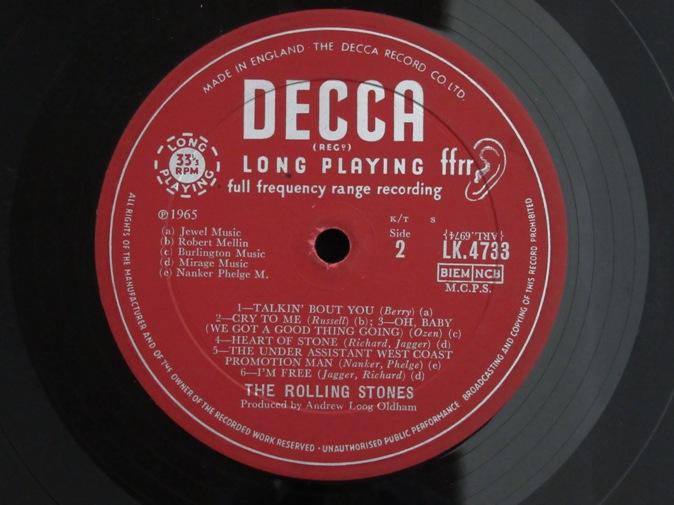 MADE IN ENGLAND · THE DECCA RECORD CO. LTD.
DECCA
(REGᴰ)
LONG PLAYING ffrr
full frequency range recording
LONG PLAYING
33⅓
RPM
℗1965
(a) Jewel Music
(b) Robert Mellin
(c) Burlington Music
(d) Mirage Music
(e) Nanker Phelge M.
K/T S
Side
2
{ARL.6974}
LK.4733
BIEM NCB
M.C.P.S.
1—TALKIN' BOUT YOU (Berry) (a)
2—CRY TO ME (Russell) (b); 3—OH, BABY
(WE GOT A GOOD THING GOING) (Ozen) (c)
4—HEART OF STONE (Richard, Jagger) (d)
5—THE UNDER ASSISTANT WEST COAST
PROMOTION MAN (Nanker, Phelge) (e)
6—I'M FREE (Jagger, Richard) (d)
THE ROLLING STONES
Produced by Andrew Loog Oldham
ALL RIGHTS OF THE MANUFACTURER AND OF THE OWNER OF THE RECORDED WORK RESERVED · UNAUTHORISED PUBLIC PERFORMANCE BROADCASTING AND COPYING OF THIS RECORD PROHIBITED